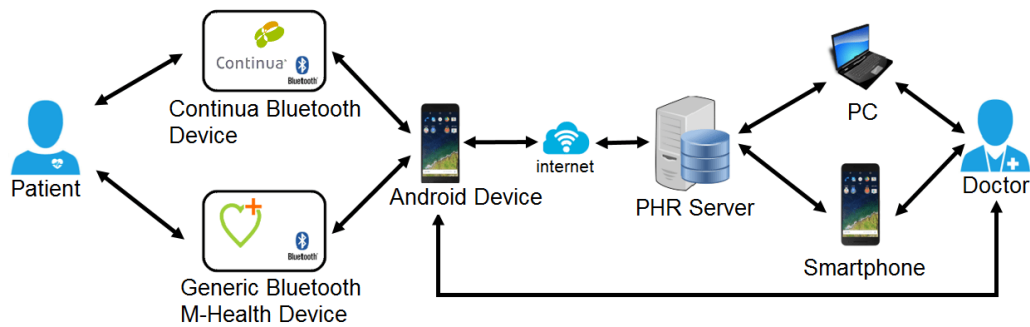 Continua
Bluetooth
Continua Bluetooth
Device
Patient
Bluetooth
Generic Bluetooth
M-Health Device
Android Device
internet
PHR Server
PC
Smartphone
Doctor